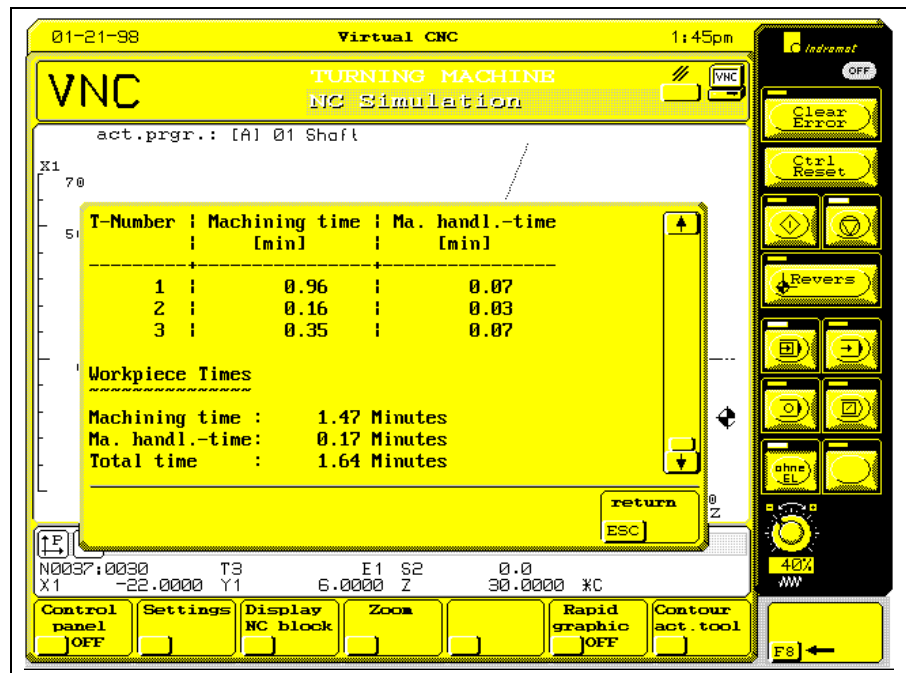 01-21-98 Virtual CNC 1:45pm
Indramat
OFF
VNC
TURNING MACHINE
NC Simulation
VNC
Clear
Error
act.prgr.: [A] 01 Shaft
Ctrl
Reset
X1
70
T-Number ¦ Machining time ¦ Ma. handl.-time
¦ [min] ¦ [min]
1 ¦ 0.96 ¦ 0.07
2 ¦ 0.16 ¦ 0.03
3 ¦ 0.35 ¦ 0.07
Revers
Workpiece Times
Machining time : 1.47 Minutes
Ma. handl.-time: 0.17 Minutes
Total time : 1.64 Minutes
ohne
EL
return
ESC
Z
P
N0037:0030 T3 E1 S2 0.0
X1 -22.0000 Y1 6.0000 Z 30.0000 *C
40%
Control
panel
OFF
Settings
Display
NC block
Zoom
Rapid
graphic
OFF
Contour
act.tool
F8